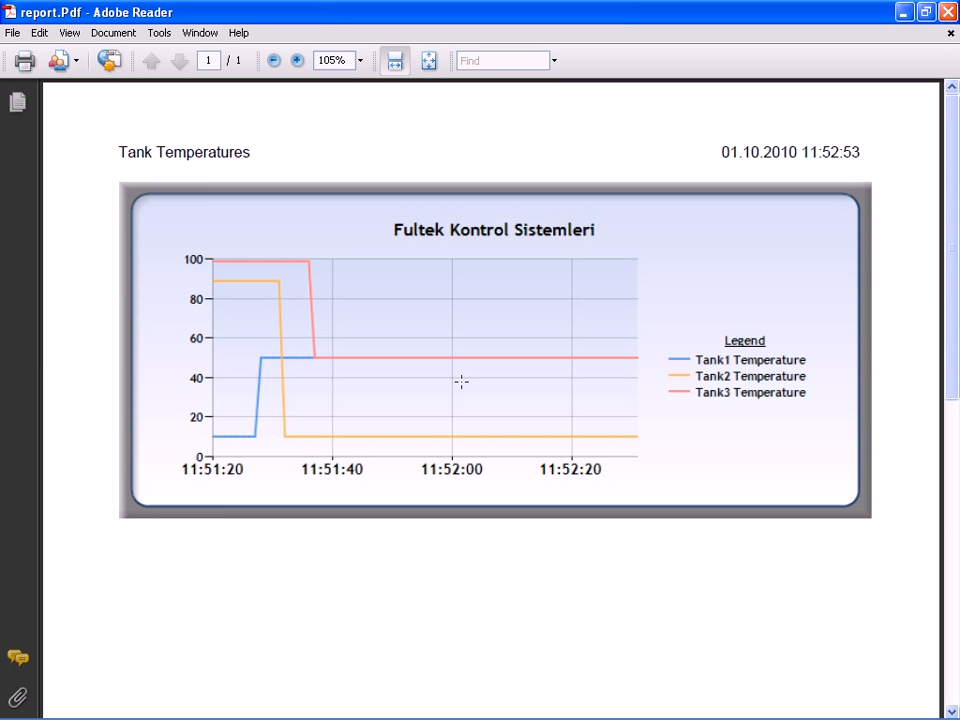 report.Pdf - Adobe Reader
File Edit View Document Tools Window Help
1 / 1 105% Find
Tank Temperatures 01.10.2010 11:52:53
Fultek Kontrol Sistemleri
100
80
60
40
20
0
11:51:20 11:51:40 11:52:00 11:52:20
Legend
Tank1 Temperature
Tank2 Temperature
Tank3 Temperature